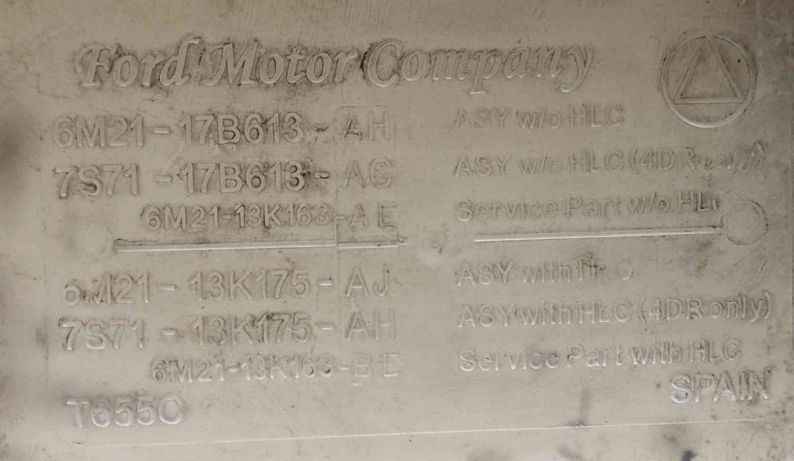 Ford Motor Company
6M21 - 17B613 - AH ASY w/o HLC
7S71 - 17B613 - AG ASY w/o HLC (4DR only)
6M21-13K163-AE Service Part w/o HLC
6M21 - 13K175 - AJ ASY with HLC
7S71 - 13K175 - AH ASY with HLC (4DR only)
6M21-13K163-BE Service Part with HLC
SPAIN
T655C